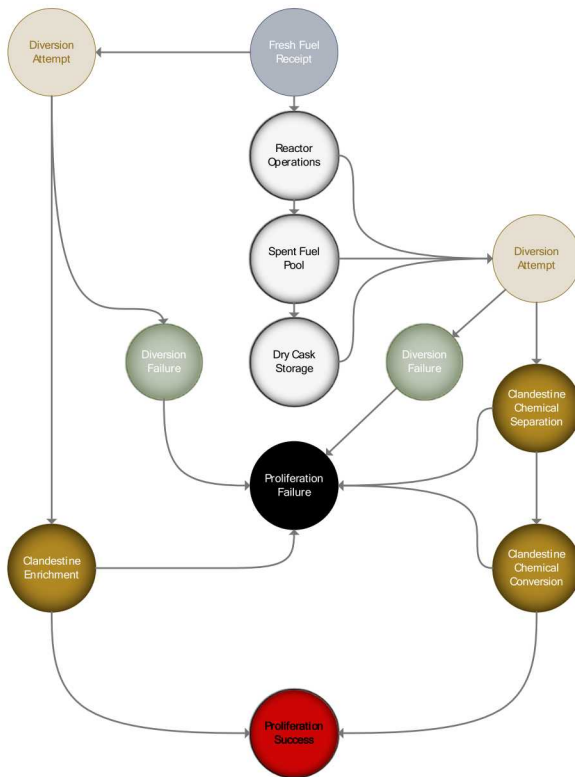 Diversion
Attempt
Fresh Fuel
Receipt
Reactor
Operations
Spent Fuel
Pool
Diversion
Attempt
Diversion
Failure
Dry Cask
Storage
Diversion
Failure
Clandestine
Chemical
Separation
Proliferation
Failure
Clandestine
Enrichment
Clandestine
Chemical
Conversion
Proliferation
Success